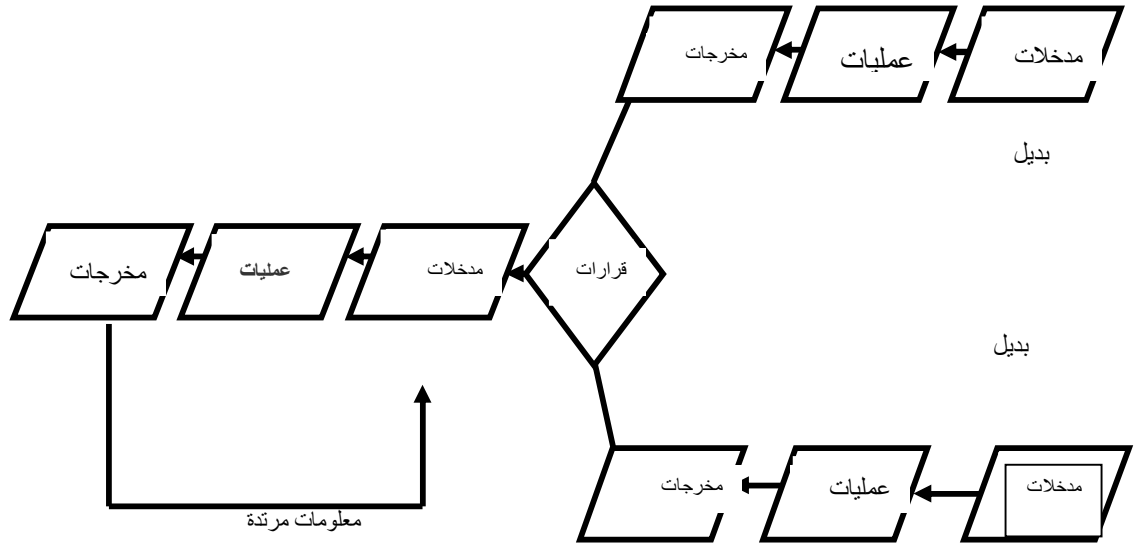 مدخلات
عمليات
مخرجات
بديل
قرارات
مدخلات
عمليات
مخرجات
بديل
مدخلات
عمليات
مخرجات
معلومات مرتدة